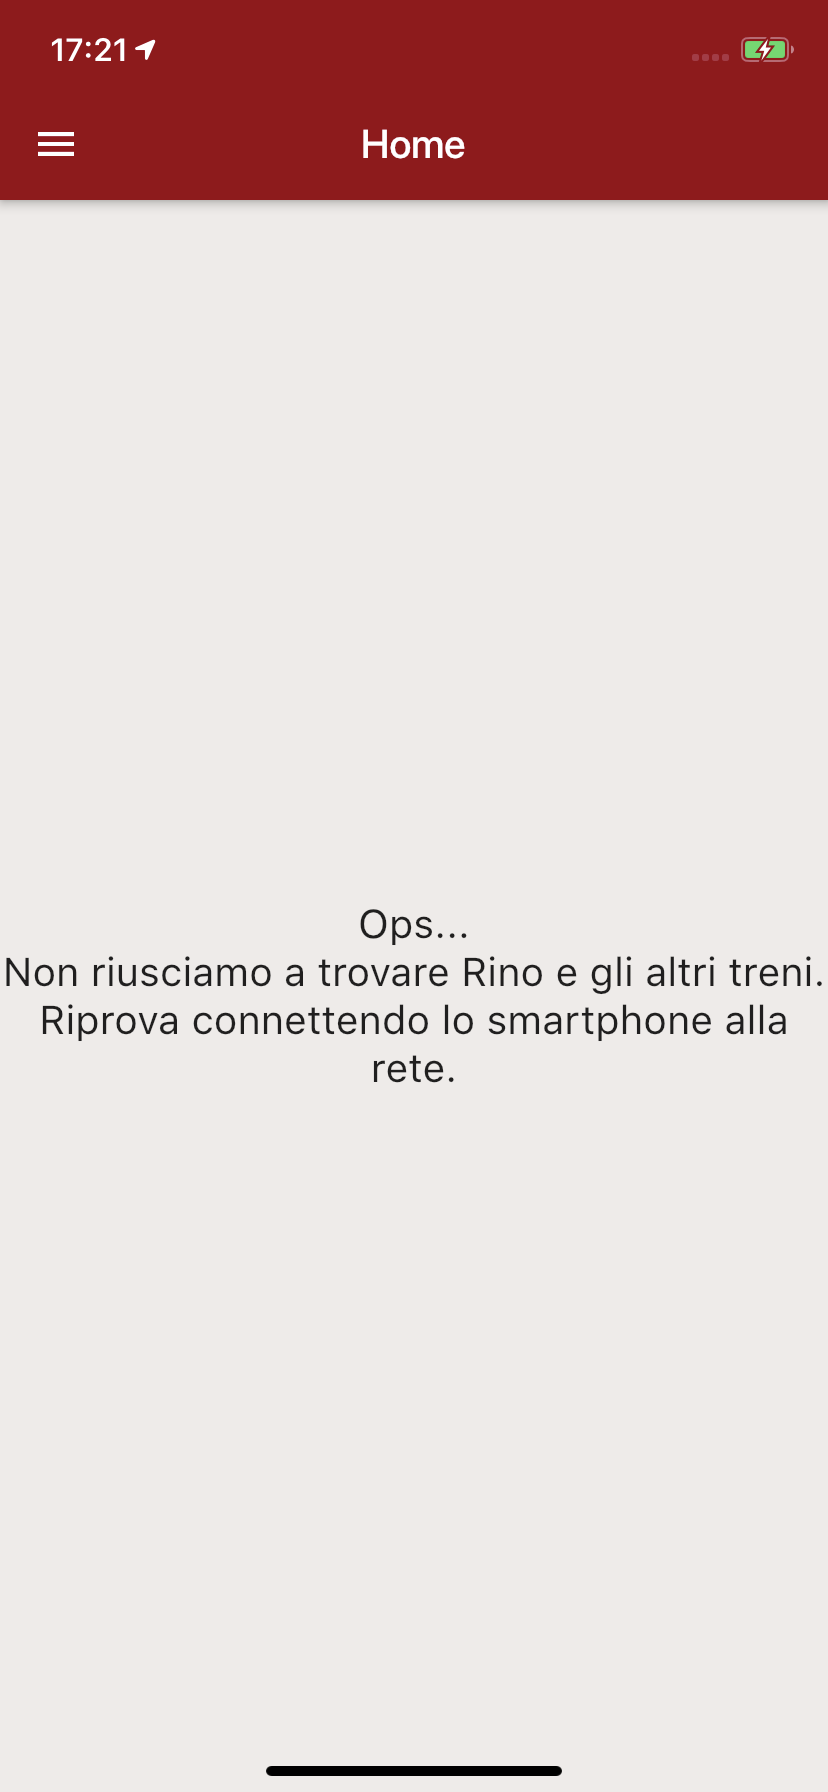 17:21
Home
Ops...
Non riusciamo a trovare Rino e gli altri treni.
Riprova connettendo lo smartphone alla
rete.